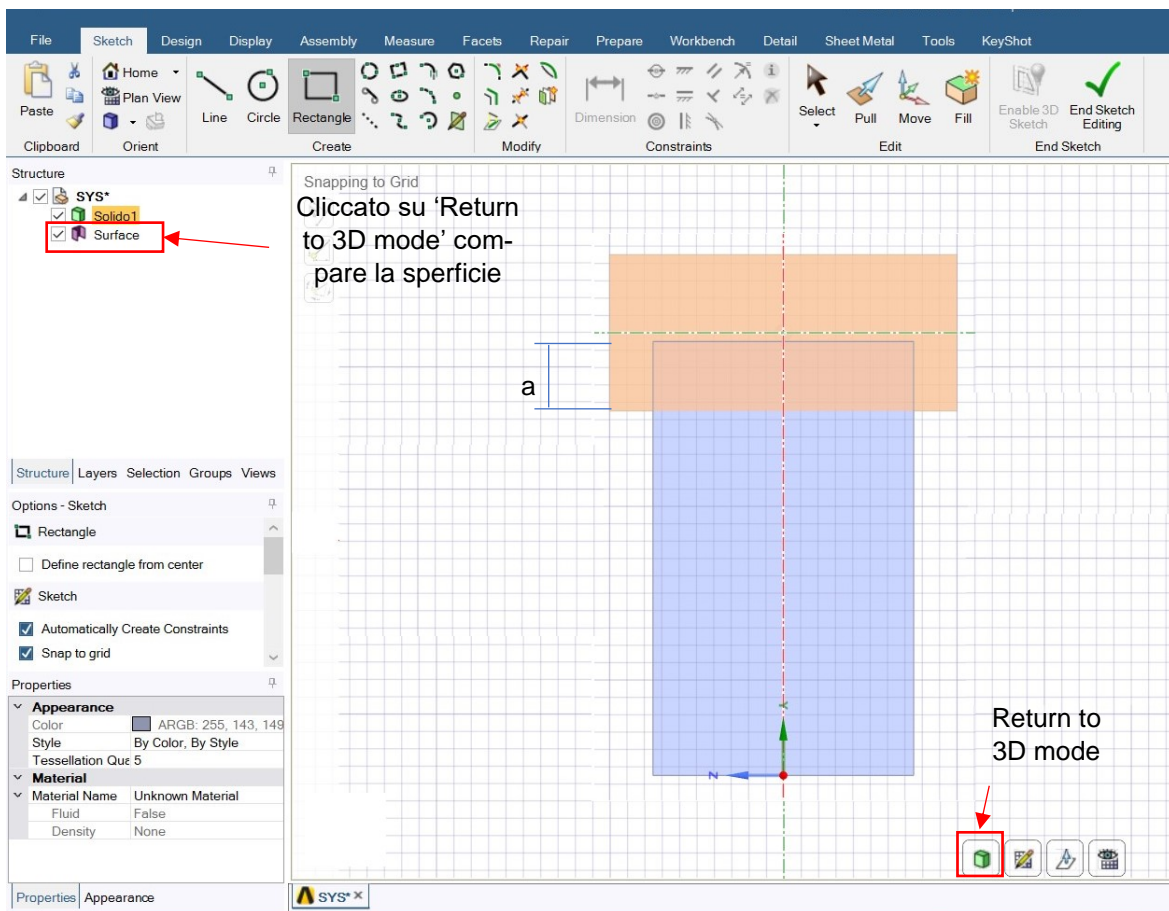 File Sketch Design Display Assembly Measure Facets Repair Prepare Workbench Detail Sheet Metal Tools KeyShot
Paste
Home
Plan View
Line
Circle
Rectangle
Dimension
Select
Pull
Move
Fill
Enable 3D
Sketch
End Sketch
Editing
Clipboard
Orient
Create
Modify
Constraints
Edit
End Sketch
Structure
SYS*
Solido1
Surface
Structure Layers Selection Groups Views
Options - Sketch
Rectangle
Define rectangle from center
Sketch
Automatically Create Constraints
Snap to grid
Properties
Appearance
Color ARGB: 255, 143, 149
Style By Color, By Style
Tessellation Qua 5
Material
Material Name Unknown Material
Fluid False
Density None
Properties Appearance
Snapping to Grid
Cliccato su ‘Return
to 3D mode’ com-
pare la sperficie
a
Y
Z
Return to
3D mode
SYS*